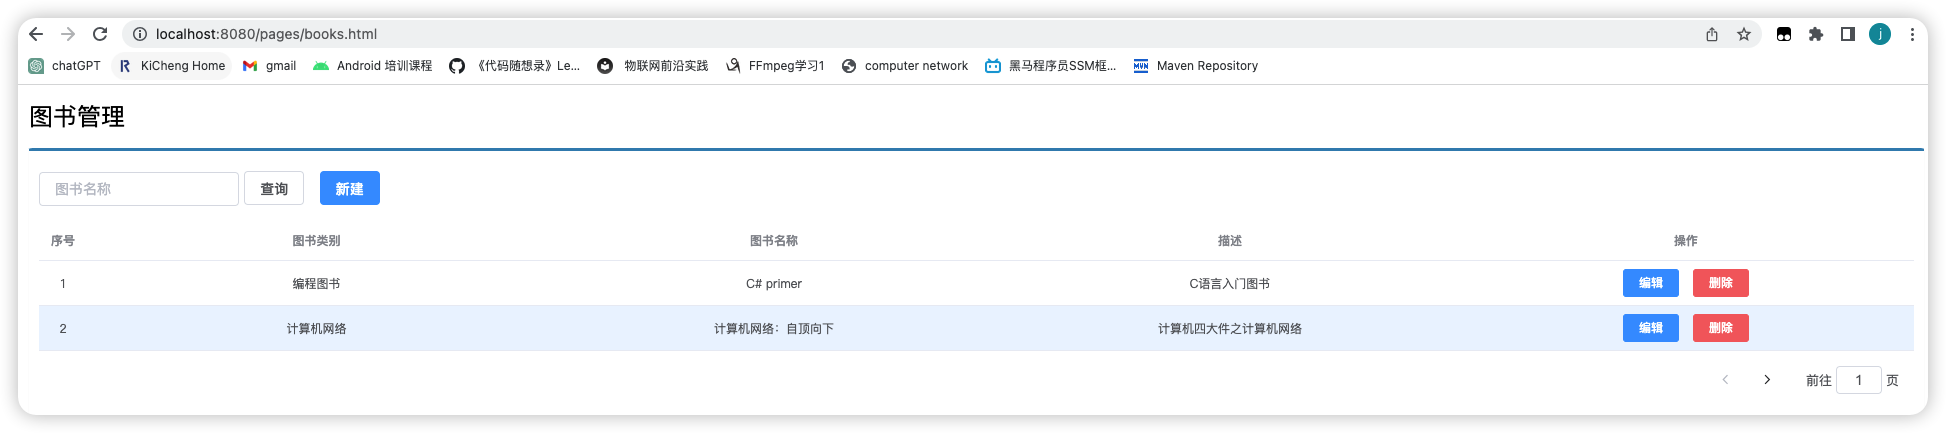 localhost:8080/pages/books.html
j
chatGPT KiCheng Home gmail Android 培训课程 《代码随想录》Le... 物联网前沿实践 FFmpeg学习1 computer network 黑马程序员SSM框... MVN Maven Repository
图书管理
图书名称 查询 新建
序号 图书类别 图书名称 描述 操作
1 编程图书 C# primer C语言入门图书 编辑 删除
2 计算机网络 计算机网络：自顶向下 计算机四大件之计算机网络 编辑 删除
前往 1 页